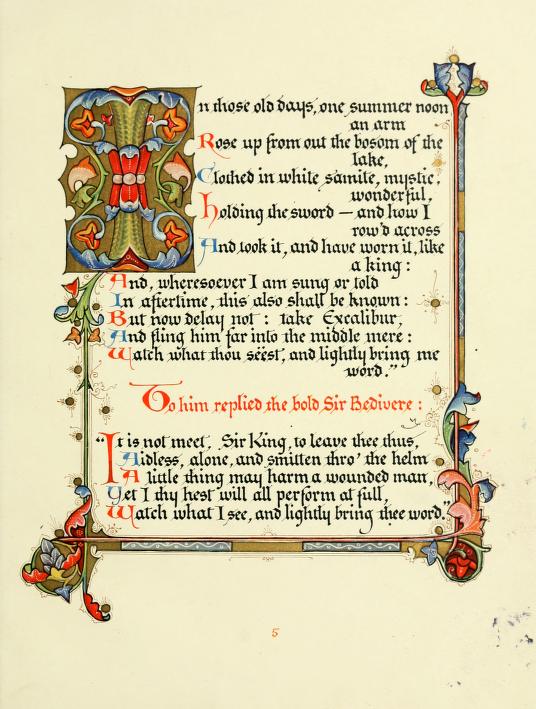 In those old days, one summer noon
an arm
Rose up from out the bosom of the
lake,
Clothed in white samite, mystic,
wonderful,
Holding the sword — and how I
row'd across
And took it, and have worn it, like
a king:
And, wheresoever I am sung or told
In aftertime, this also shall be known:
But now delay not: take Excalibur,
And fling him far into the middle mere:
Watch what thou sëest, and lightly bring me
word."
To him replied the bold Sir Bedivere:
"It is not meet, Sir King, to leave thee thus,
Aidless, alone, and smitten thro' the helm
A little thing may harm a wounded man,
Yet I thy hest will all perform at full,
Watch what I see, and lightly bring thee word."
5